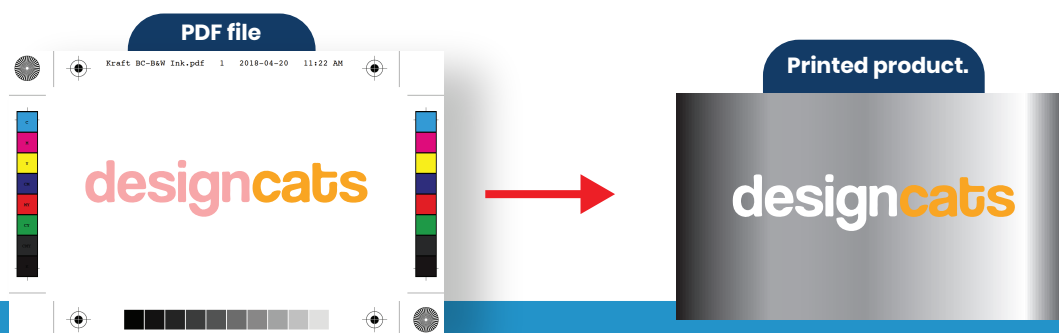 PDF file
Printed product.
Kraft BC-B&W Ink.pdf 1 2018-04-20 11:22 AM
designcats
designcats